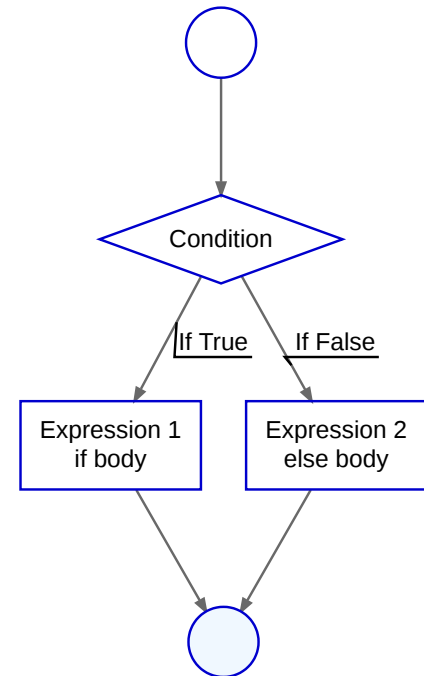 Condition
If True
If False
Expression 1
if body
Expression 2
else body